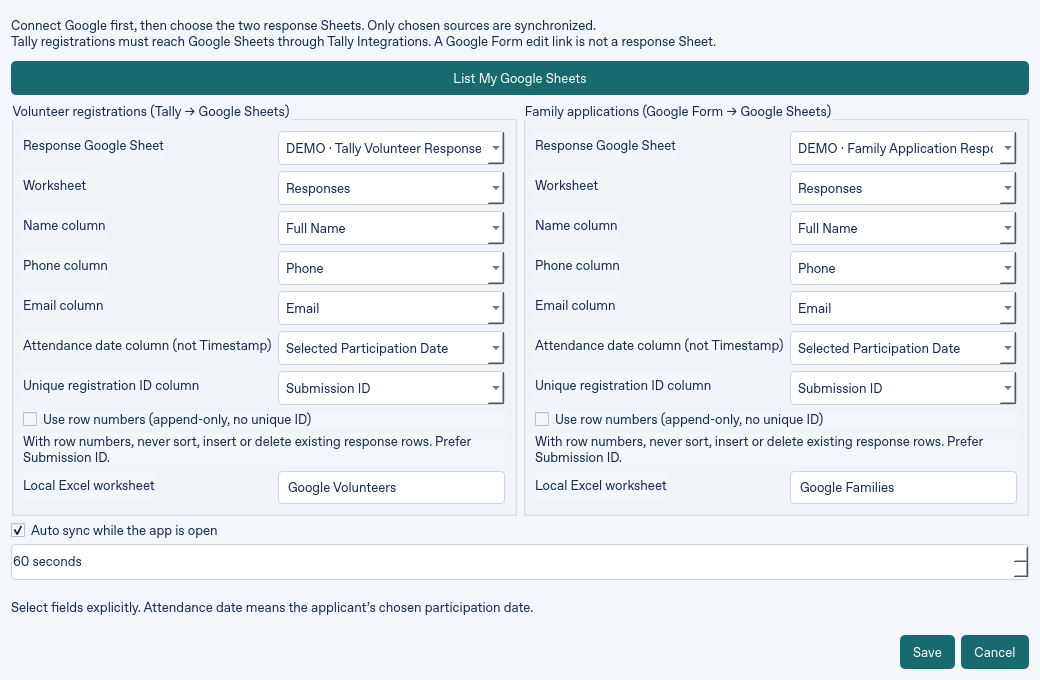 Connect Google first, then choose the two response Sheets. Only chosen sources are synchronized.
Tally registrations must reach Google Sheets through Tally Integrations. A Google Form edit link is not a response Sheet.
List My Google Sheets
Volunteer registrations (Tally → Google Sheets)
Response Google Sheet
DEMO · Tally Volunteer Response
Worksheet
Responses
Name column
Full Name
Phone column
Phone
Email column
Email
Attendance date column (not Timestamp)
Selected Participation Date
Unique registration ID column
Submission ID
Use row numbers (append-only, no unique ID)
With row numbers, never sort, insert or delete existing response rows. Prefer
Submission ID.
Local Excel worksheet
Google Volunteers
Family applications (Google Form → Google Sheets)
Response Google Sheet
DEMO · Family Application Respo
Worksheet
Responses
Name column
Full Name
Phone column
Phone
Email column
Email
Attendance date column (not Timestamp)
Selected Participation Date
Unique registration ID column
Submission ID
Use row numbers (append-only, no unique ID)
With row numbers, never sort, insert or delete existing response rows. Prefer
Submission ID.
Local Excel worksheet
Google Families
Auto sync while the app is open
60 seconds
Select fields explicitly. Attendance date means the applicant's chosen participation date.
Save
Cancel